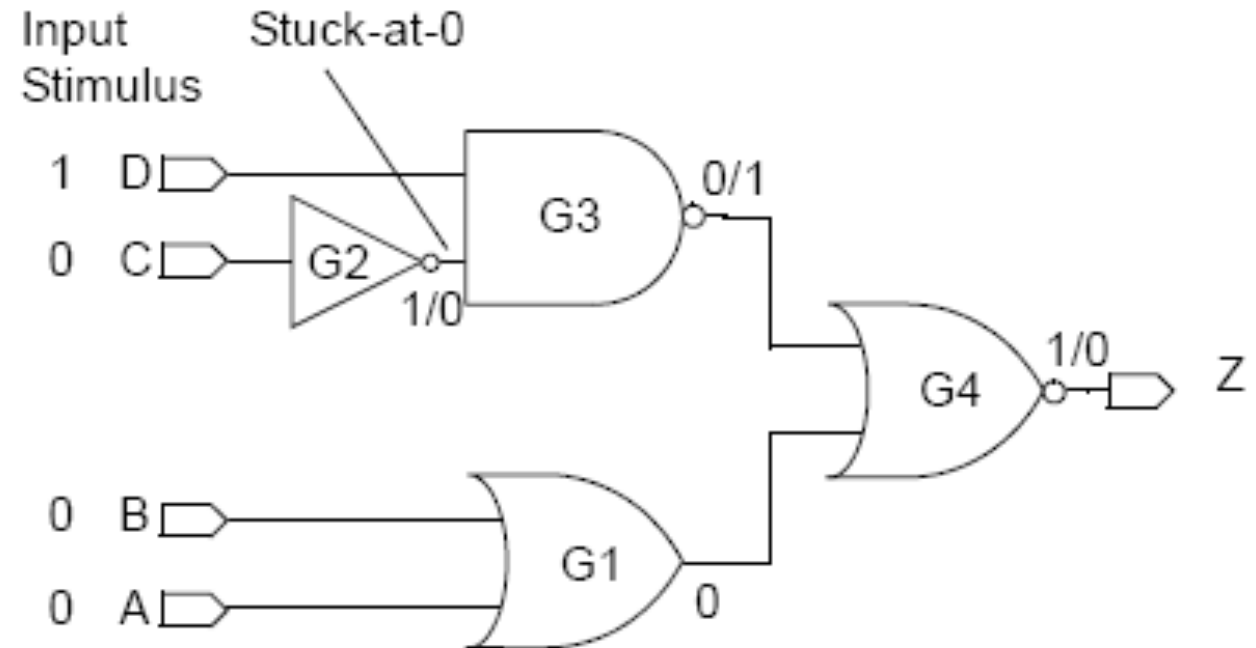 Input
Stimulus
Stuck-at-0
1 D
G3
0/1
0 C
G2
1/0
G4
1/0
Z
0 B
G1
0
0 A